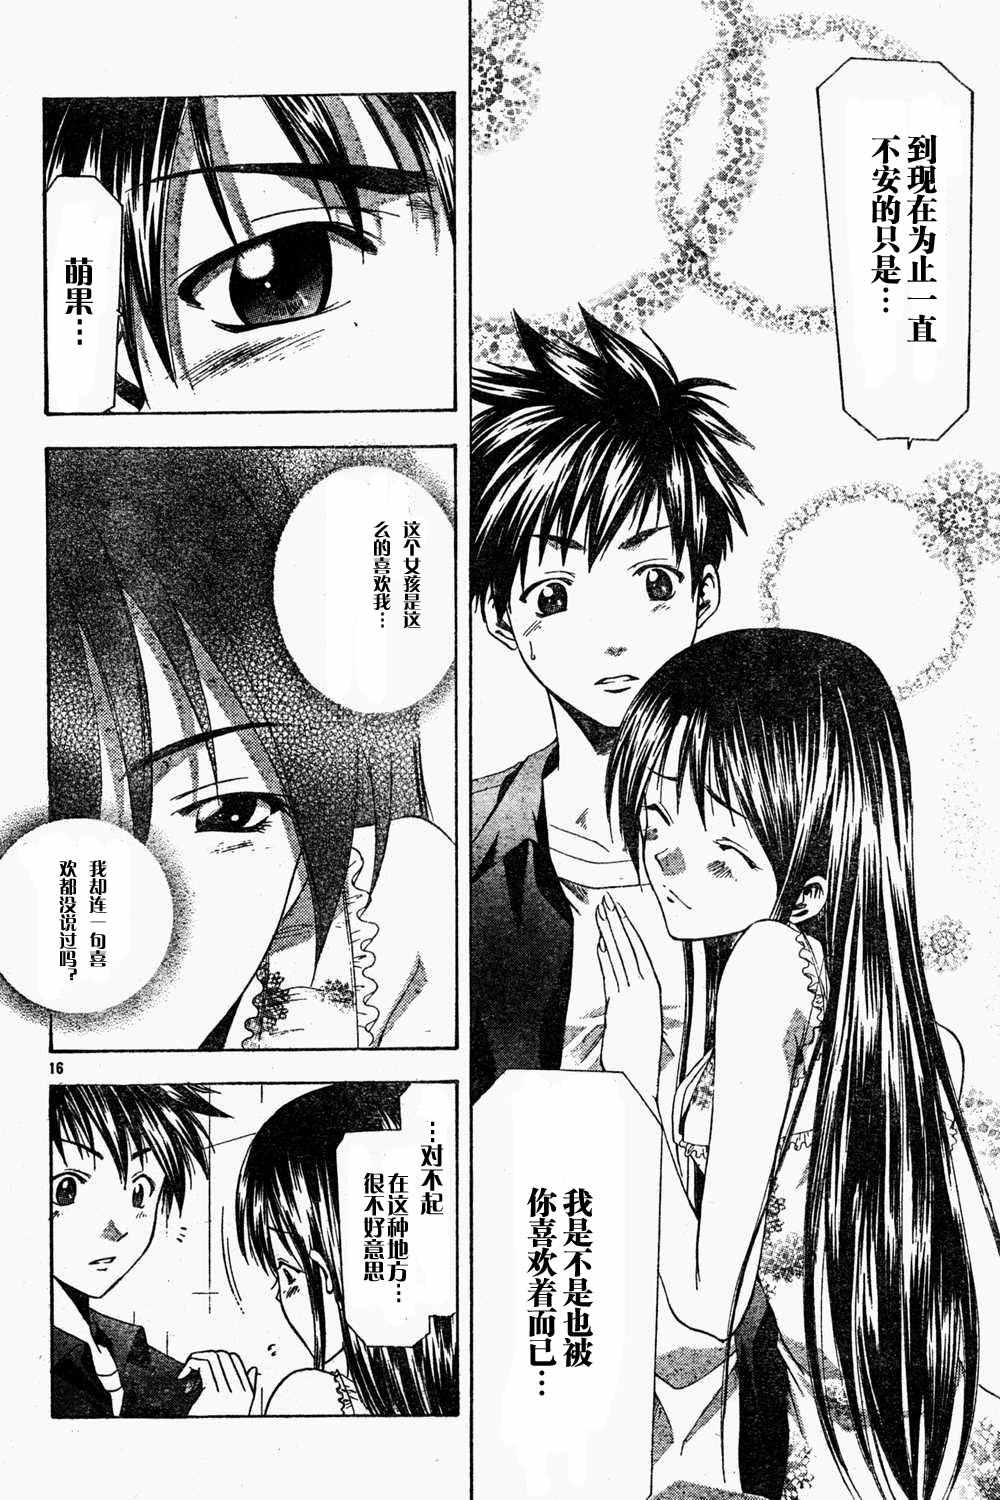 到现在为止一直
不安的只是…
我是不是也被
你喜欢着而已…
萌果…
这个女孩是这
么的喜欢我…
我却连一句喜
欢都没说过吗?
16
…对不起
在这种地方…
很不好意思